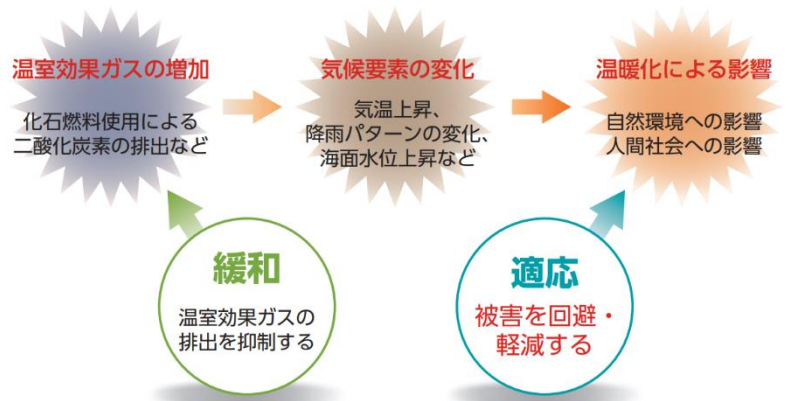 温室効果ガスの増加
化石燃料使用による
二酸化炭素の排出など
気候要素の変化
気温上昇、
降雨パターンの変化、
海面水位上昇など
温暖化による影響
自然環境への影響
人間社会への影響
緩和
温室効果ガスの
排出を抑制する
適応
被害を回避・
軽減する